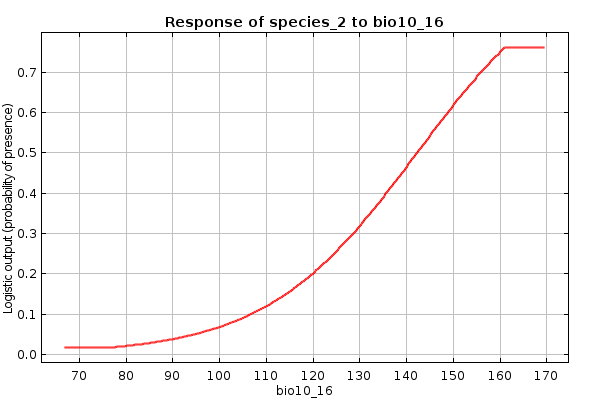 Response of species_2 to bio10_16
Logistic output (probability of presence)
0.7
0.6
0.5
0.4
0.3
0.2
0.1
0.0
70 80 90 100 110 120 130 140 150 160 170
bio10_16